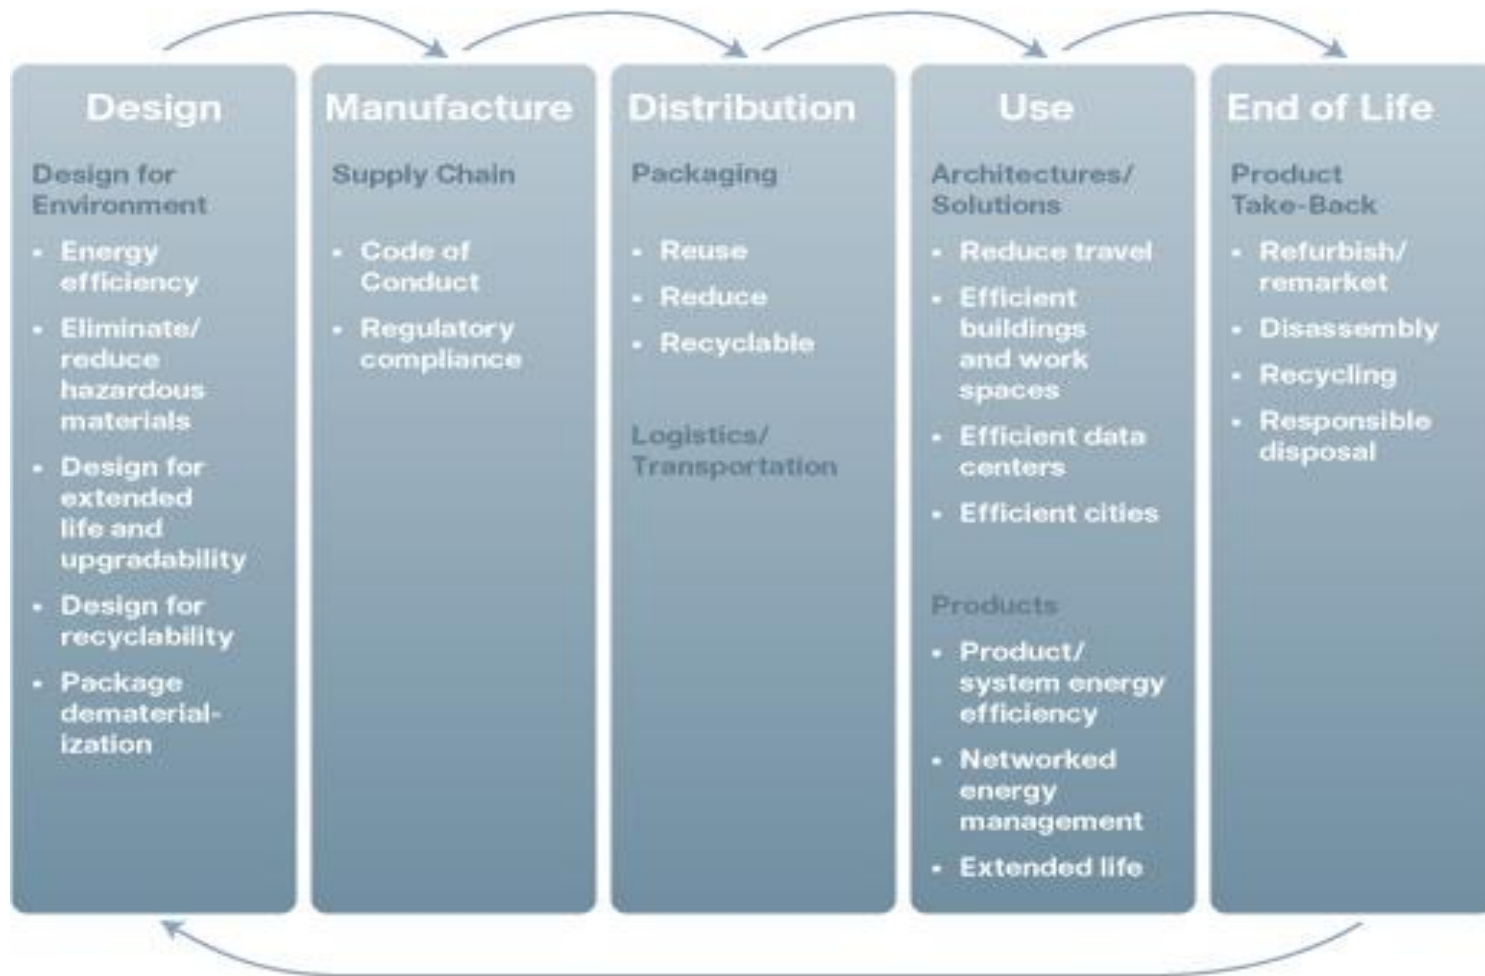 Design
Design for
Environment
• Energy
efficiency
• Eliminate/
reduce
hazardous
materials
• Design for
extended
life and
upgradability
• Design for
recyclability
• Package
dematerial-
ization
Manufacture
Supply Chain
• Code of
Conduct
• Regulatory
compliance
Distribution
Packaging
• Reuse
• Reduce
• Recyclable
Logistics/
Transportation
Use
Architectures/
Solutions
• Reduce travel
• Efficient
buildings
and work
spaces
• Efficient data
centers
• Efficient cities
Products
• Product/
system energy
efficiency
• Networked
energy
management
• Extended life
End of Life
Product
Take-Back
• Refurbish/
remarket
• Disassembly
• Recycling
• Responsible
disposal